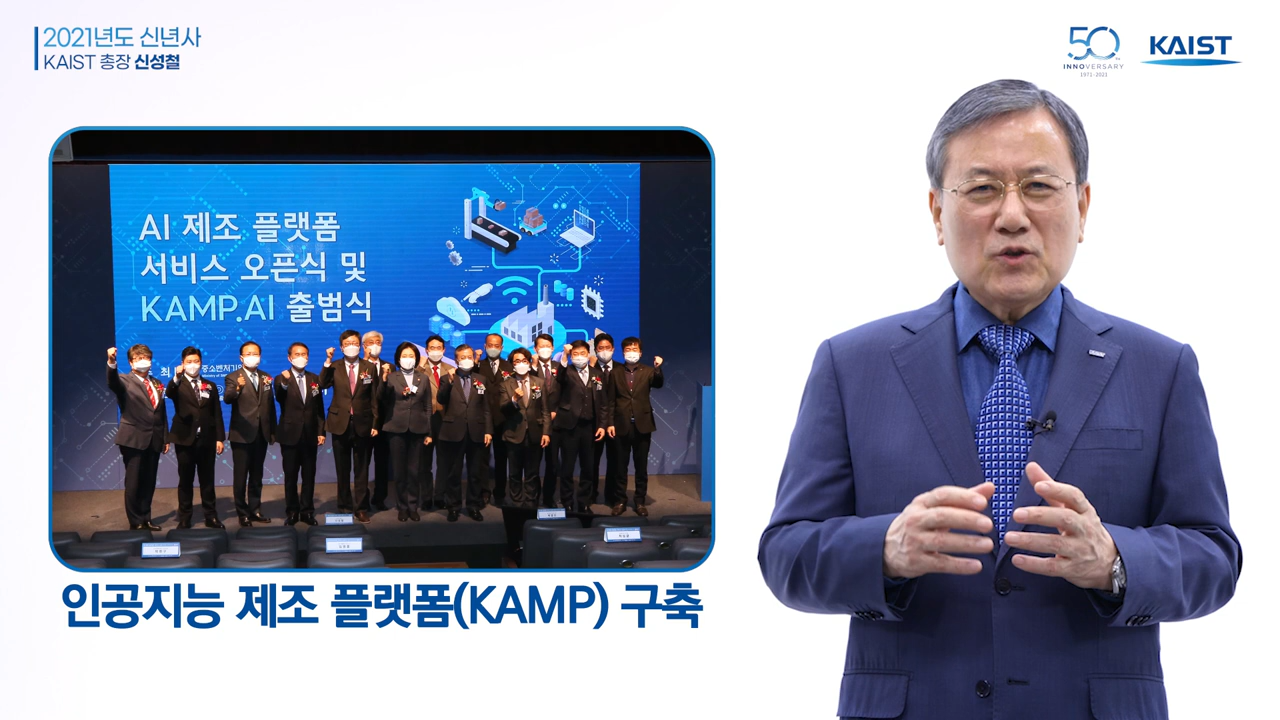 2021년도 신년사
KAIST 총장 신성철
50
INNOVERSARY
1971-2021
KAIST
AI 제조 플랫폼
서비스 오픈식 및
KAMP.AI 출범식
인공지능 제조 플랫폼(KAMP) 구축